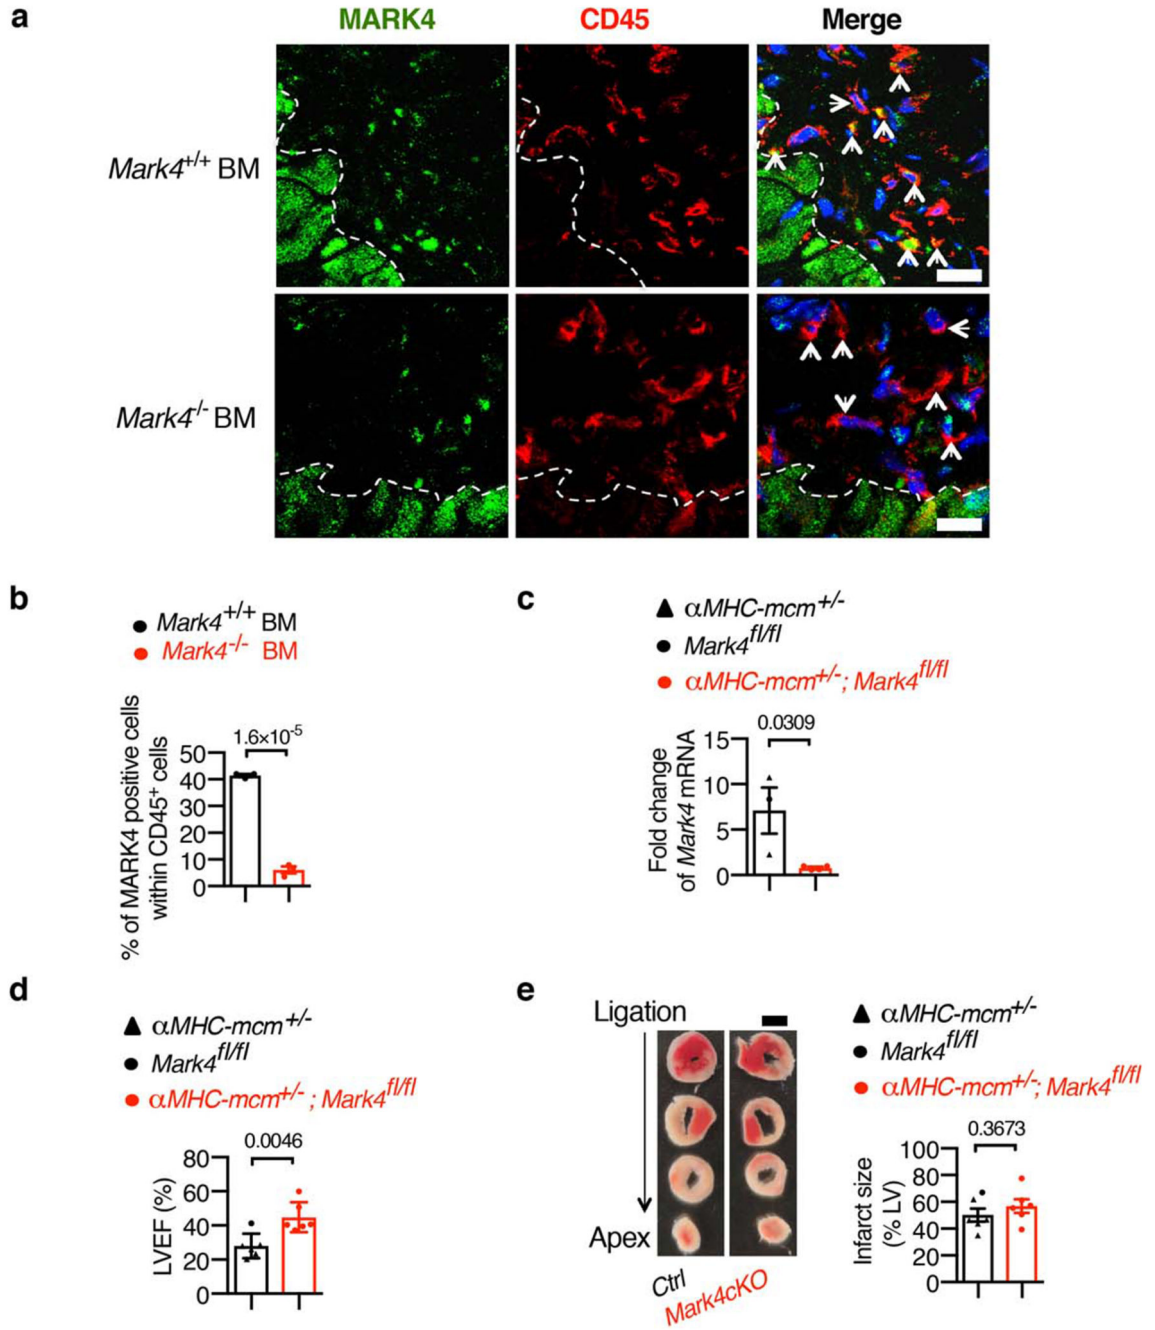 a
MARK4
CD45
Merge
Mark4+/+ BM
Mark4-/- BM
b
Mark4+/+ BM
Mark4-/- BM
% of MARK4 positive cells
within CD45+ cells
50
40
30
20
10
0
1.6×10-5
c
αMHC-mcm+/-
Mark4fl/fl
αMHC-mcm+/-; Mark4fl/fl
Fold change
of Mark4 mRNA
15
10
5
0
0.0309
d
αMHC-mcm+/-
Mark4fl/fl
αMHC-mcm+/- ; Mark4fl/fl
LVEF (%)
80
60
40
20
0
0.0046
e
Ligation
Apex
Ctrl
Mark4cKO
αMHC-mcm+/-
Mark4fl/fl
αMHC-mcm+/-; Mark4fl/fl
Infarct size
(% LV)
100
80
60
40
20
0
0.3673